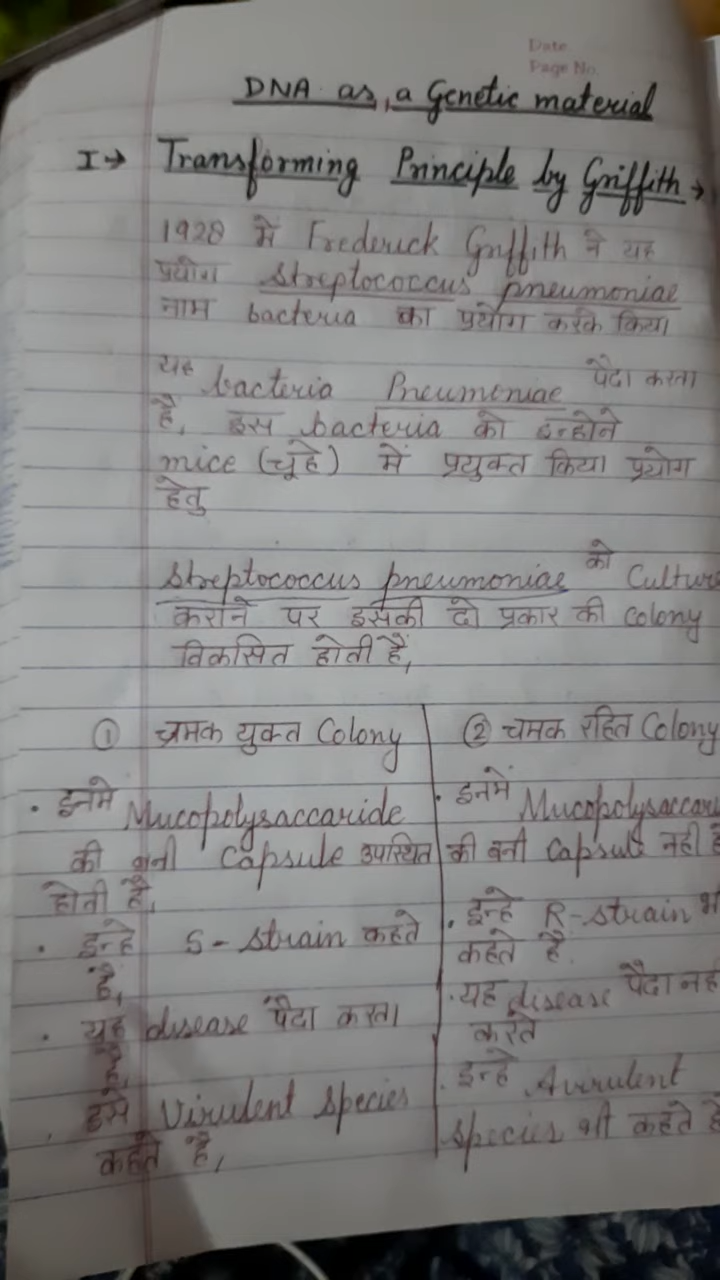 Date
Page No.
DNA as a Genetic material
I→ Transforming Principle by Griffith →
1928 में Frederick Griffith ने यह
प्रयोग Streptococcus pneumoniae
नाम bacteria का प्रयोग करके किया
यह bacteria Pneumoniae पैदा करता
है, इस bacteria को इन्होने
mice (चूहे) में प्रयुक्त किया प्रयोग
हेतु
Streptococcus pneumoniae को Cultur
कराने पर इसकी दो प्रकार की colony
विकसित होती हैं,
① चमक युक्त Colony
• इनमे Mucopolysaccaride
की बनी Capsule उपस्थित
होती है,
• इन्हे S- strain कहते
है,
• यह disease पैदा करता
है,
इसे Virulent species
कहते है,
② चमक रहित Colony
• इनमें Mucopolysaccar
की बनी Capsule नही है
• इन्हे R-strain भ
कहते है.
• यह disease पैदा नह
करते
• इन्हे Avirulent
species भी कहते है